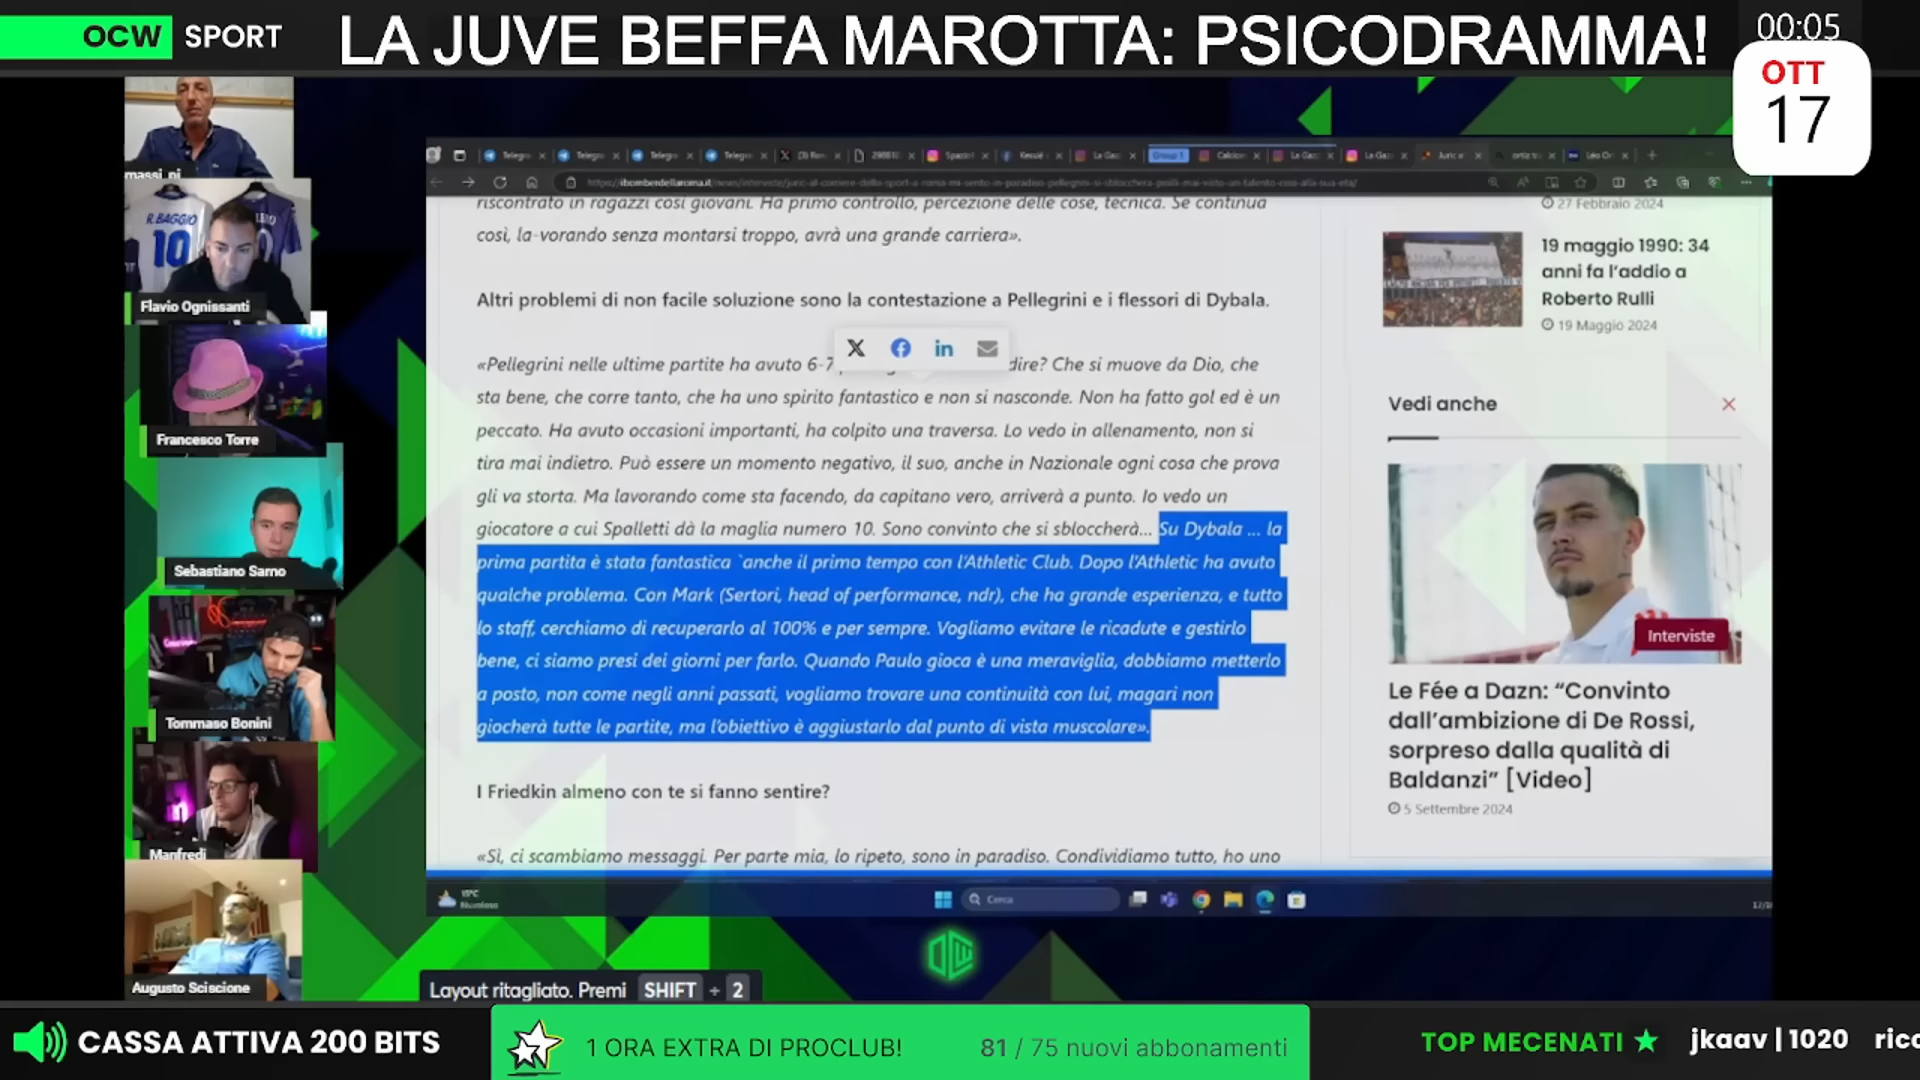 OCW SPORT
LA JUVE BEFFA MAROTTA: PSICODRAMMA!
00:05
OTT
17
massi_pi
R. BAGGIO
10
Flavio Ognissanti
Francesco Torre
Sebastiano Sarno
Tommaso Bonini
Manfredi
Augusto Sciscione
Group 1
riscontrato in ragazzi così giovani. Ha primo controllo, percezione delle cose, tecnica. Se continua
così, la-vorando senza montarsi troppo, avrà una grande carriera».
Altri problemi di non facile soluzione sono la contestazione a Pellegrini e i flessori di Dybala.
«Pellegrini nelle ultime partite ha avuto 6-7 dire? Che si muove da Dio, che
sta bene, che corre tanto, che ha uno spirito fantastico e non si nasconde. Non ha fatto gol ed è un
peccato. Ha avuto occasioni importanti, ha colpito una traversa. Lo vedo in allenamento, non si
tira mai indietro. Può essere un momento negativo, il suo, anche in Nazionale ogni cosa che prova
gli va storta. Ma lavorando come sta facendo, da capitano vero, arriverà a punto. Io vedo un
giocatore a cui Spalletti dà la maglia numero 10. Sono convinto che si sbloccherà... Su Dybala ... la
prima partita è stata fantastica `anche il primo tempo con l'Athletic Club. Dopo l'Athletic ha avuto
qualche problema. Con Mark (Sertori, head of performance, ndr), che ha grande esperienza, e tutto
lo staff, cerchiamo di recuperarlo al 100% e per sempre. Vogliamo evitare le ricadute e gestirlo
bene, ci siamo presi dei giorni per farlo. Quando Paulo gioca è una meraviglia, dobbiamo metterlo
a posto, non come negli anni passati, vogliamo trovare una continuità con lui, magari non
giocherà tutte le partite, ma l'obiettivo è aggiustarlo dal punto di vista muscolare».
I Friedkin almeno con te si fanno sentire?
«Sì, ci scambiamo messaggi. Per parte mia, lo ripeto, sono in paradiso. Condividiamo tutto, ho uno
27 Febbraio 2024
19 maggio 1990: 34
anni fa l'addio a
Roberto Rulli
19 Maggio 2024
Vedi anche
Interviste
Le Fée a Dazn: “Convinto
dall'ambizione di De Rossi,
sorpreso dalla qualità di
Baldanzi” [Video]
5 Settembre 2024
15°C
Nuvoloso
Cerca
Layout ritagliato. Premi SHIFT + 2
CASSA ATTIVA 200 BITS
1 ORA EXTRA DI PROCLUB! 81 / 75 nuovi abbonamenti
TOP MECENATI ★ jkaav | 1020 ricc